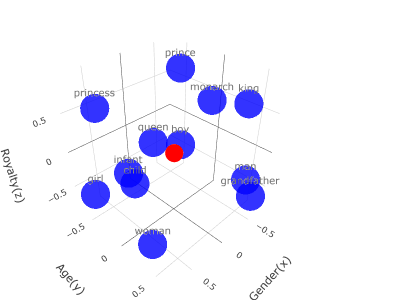 prince
princess
monarch
king
queen
boy
infant
child
girl
man
grandfather
woman
0.5
0
−0.5
Royalty(z)
−0.5
0
0.5
Age(y)
−0.5
0
0.5
Gender(x)